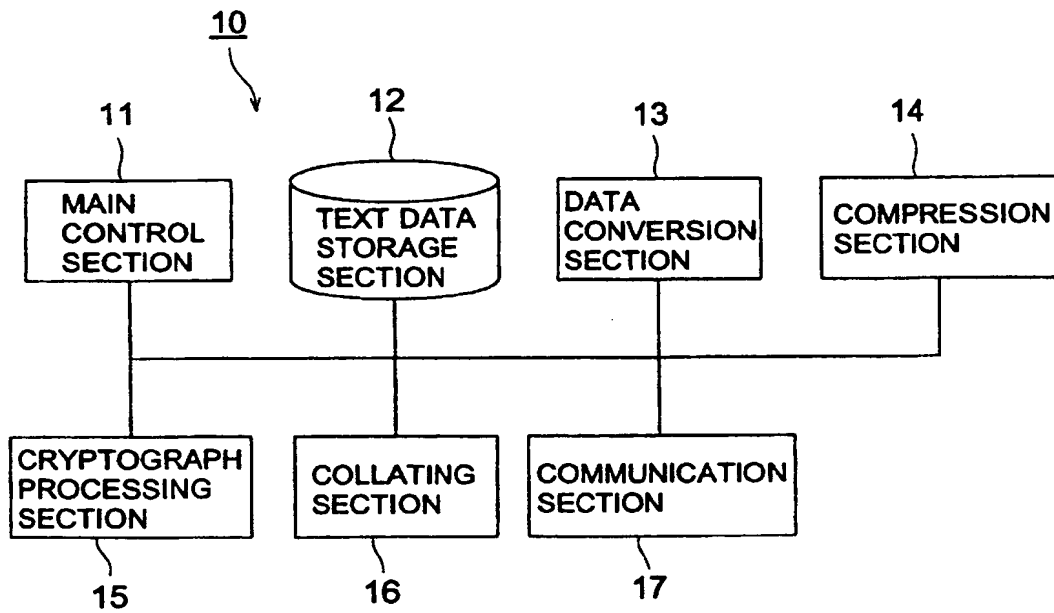 10
11
12
13
14
MAIN
CONTROL
SECTION
TEXT DATA
STORAGE
SECTION
DATA
CONVERSION
SECTION
COMPRESSION
SECTION
CRYPTOGRAPH
PROCESSING
SECTION
COLLATING
SECTION
COMMUNICATION
SECTION
15
16
17